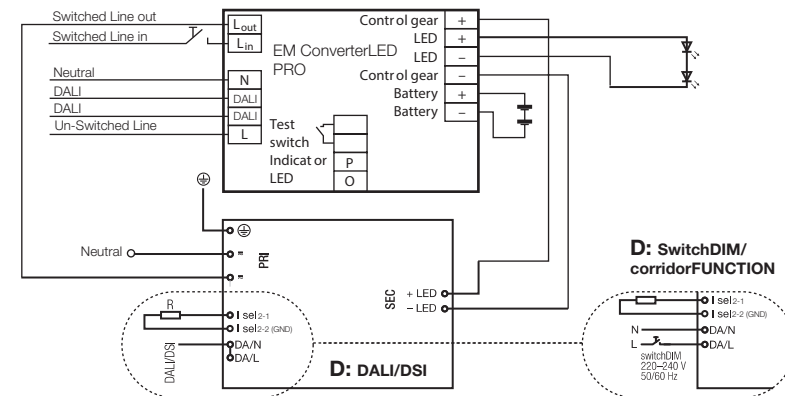 Switched Line out
Switched Line in
Neutral
DALI
DALI
Un-Switched Line
Lout
Lin
N
DALI
DALI
L
EM ConverterLED
PRO
Test
switch
Indicator
LED
P
O
Control gear +
LED +
LED –
Control gear –
Battery +
Battery –
Neutral
PRI
~
~
SEC
+ LED
– LED
R
I sel2-1
I sel2-2 (GND)
DA/N
DA/L
DALI/DSI
D: DALI/DSI
D: SwitchDIM/
corridorFUNCTION
I sel2-1
I sel2-2 (GND)
N
DA/N
L
DA/L
switchDIM
220–240 V
50/60 Hz